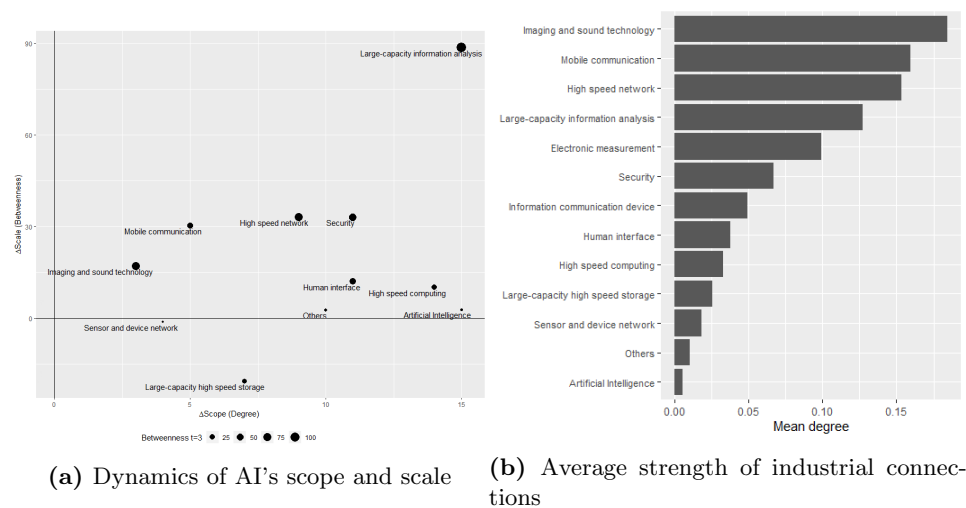 90
60
30
0
ΔScale (Betweenness)
Large-capacity information analysis
High speed network
Security
Mobile communication
Imaging and sound technology
Human interface
High speed computing
Others
Artificial Intelligence
Sensor and device network
Large-capacity high speed storage
0 5 10 15
ΔScope (Degree)
Betweenness t=3 25 50 75 100
(a) Dynamics of AI's scope and scale
Imaging and sound technology
Mobile communication
High speed network
Large-capacity information analysis
Electronic measurement
Security
Information communication device
Human interface
High speed computing
Large-capacity high speed storage
Sensor and device network
Others
Artificial Intelligence
0.00 0.05 0.10 0.15
Mean degree
(b) Average strength of industrial connec-
tions